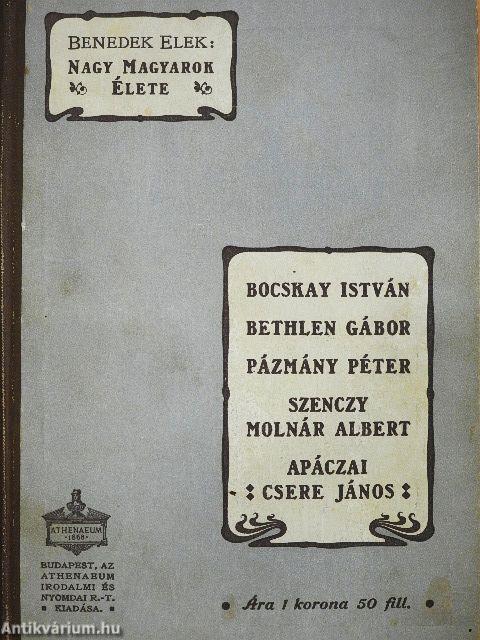 BENEDEK ELEK:
NAGY MAGYAROK
ÉLETE
BOCSKAY ISTVÁN
BETHLEN GÁBOR
PÁZMÁNY PÉTER
SZENCZY
MOLNÁR ALBERT
APÁCZAI
CSERE JÁNOS
ATHENAEUM
·1868·
BUDAPEST, AZ
ATHENAEUM
IRODALMI ÉS
NYOMDAI R.-T.
• KIADÁSA. •
• Ára 1 korona 50 fill. •
Antikvárium.hu